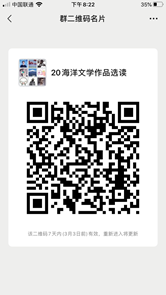 中国联通 下午8:22 35%
群二维码名片
20海洋文学作品选读
该二维码7天内(3月3日前)有效，重新进入将更新